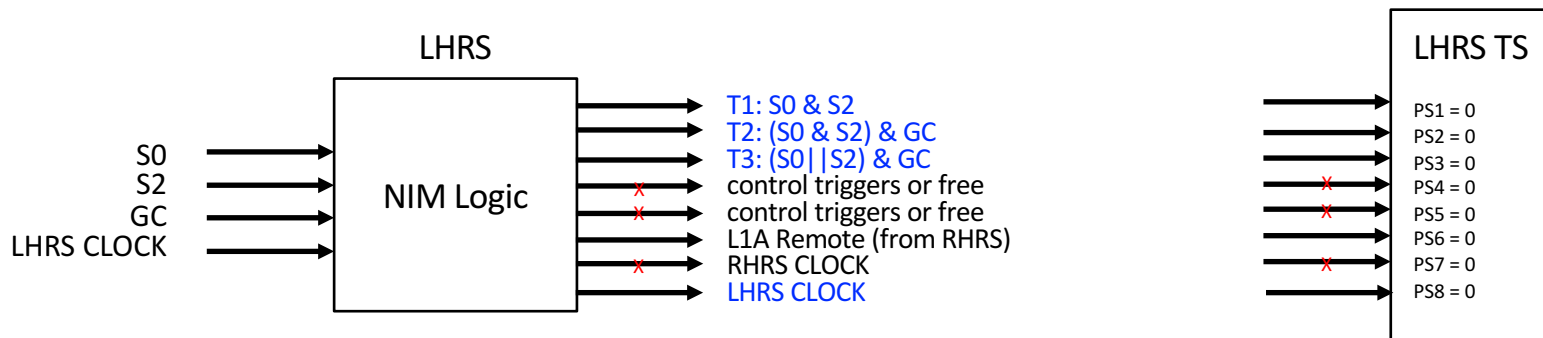 LHRS
S0
S2
GC
LHRS CLOCK
NIM Logic
T1: S0 & S2
T2: (S0 & S2) & GC
T3: (S0||S2) & GC
x control triggers or free
x control triggers or free
L1A Remote (from RHRS)
x RHRS CLOCK
LHRS CLOCK
LHRS TS
PS1 = 0
PS2 = 0
PS3 = 0
x PS4 = 0
x PS5 = 0
PS6 = 0
x PS7 = 0
PS8 = 0